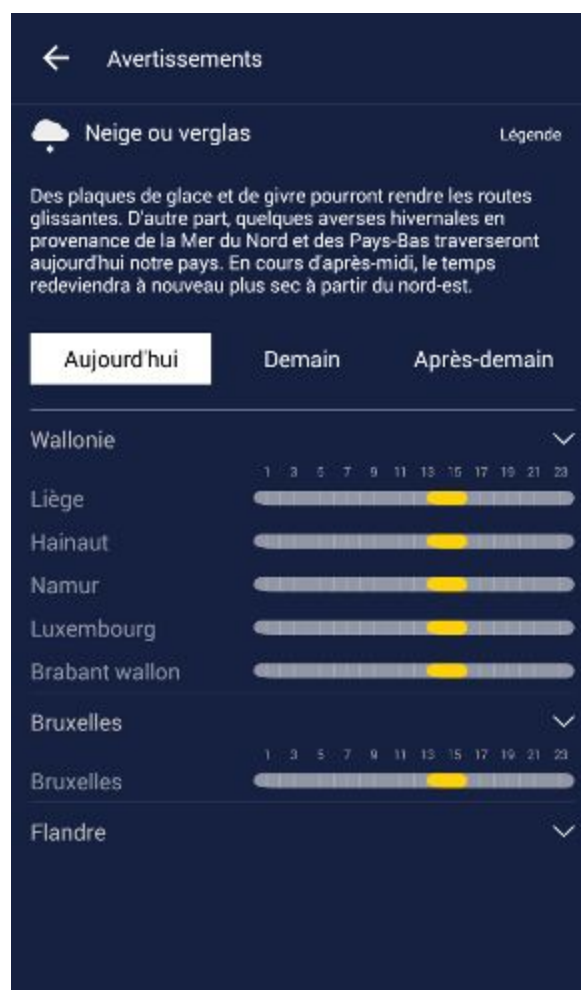 Avertissements
Neige ou verglas
Légende
Des plaques de glace et de givre pourront rendre les routes
glissantes. D'autre part, quelques averses hivernales en
provenance de la Mer du Nord et des Pays-Bas traverseront
aujourd'hui notre pays. En cours d'après-midi, le temps
redeviendra à nouveau plus sec à partir du nord-est.
Aujourd'hui Demain Après-demain
Wallonie
1 3 5 7 9 11 13 15 17 19 21 23
Liège
Hainaut
Namur
Luxembourg
Brabant wallon
Bruxelles
1 3 5 7 9 11 13 15 17 19 21 23
Bruxelles
Flandre